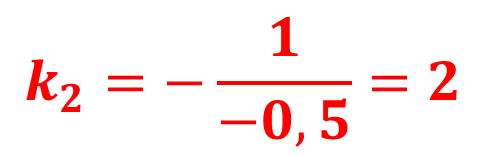 k₂ = − 1/(−0,5) = 2